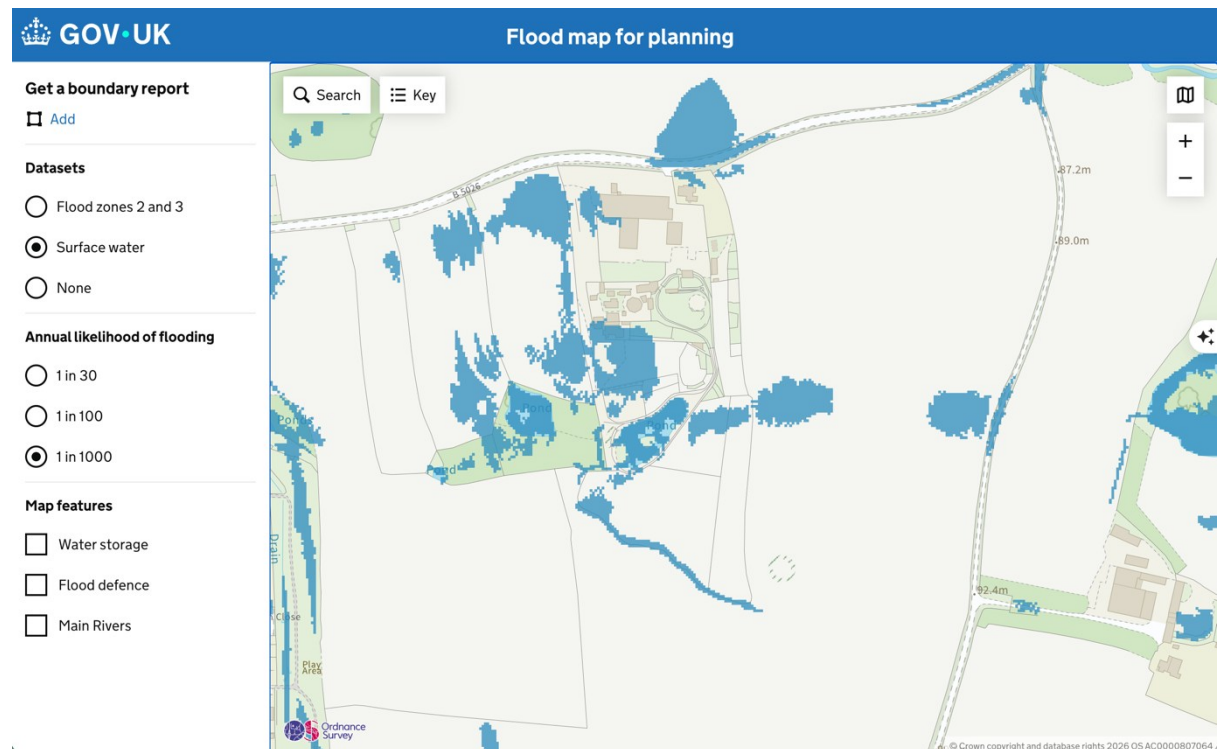 GOV·UK
Flood map for planning
Get a boundary report
Add
Datasets
Flood zones 2 and 3
Surface water
None
Annual likelihood of flooding
1 in 30
1 in 100
1 in 1000
Map features
Water storage
Flood defence
Main Rivers
Search
Key
B 5026
87.2m
89.0m
Pond
Ponds
Pond
Pond
Drain
92.4m
Close
Play
Area
Ordnance
Survey
© Crown copyright and database rights 2026 OS AC0000807064